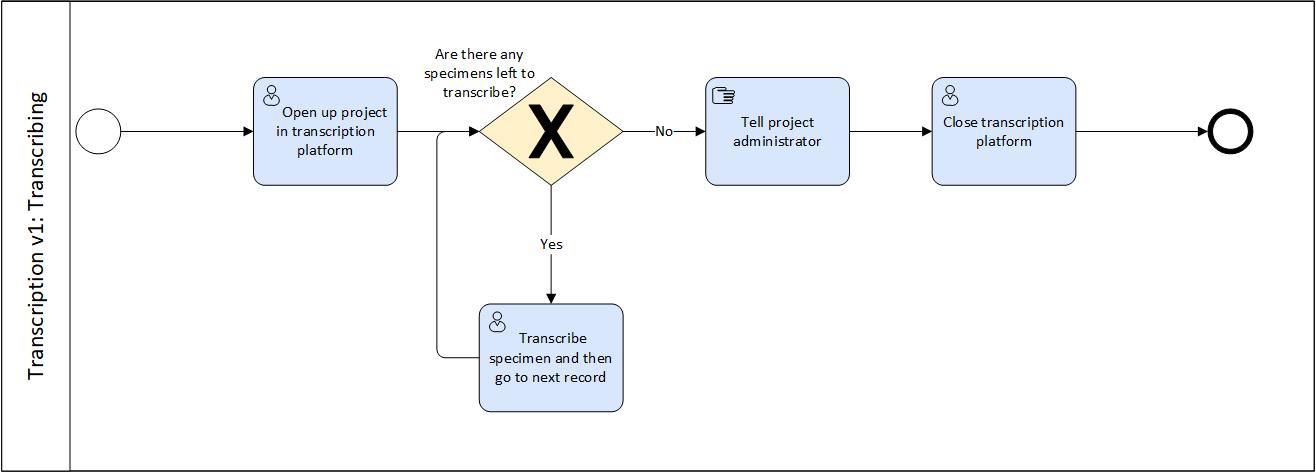 Transcription v1: Transcribing
Open up project
in transcription
platform
Are there any
specimens left to
transcribe?
X
No
Tell project
administrator
Close transcription
platform
Yes
Transcribe
specimen and then
go to next record